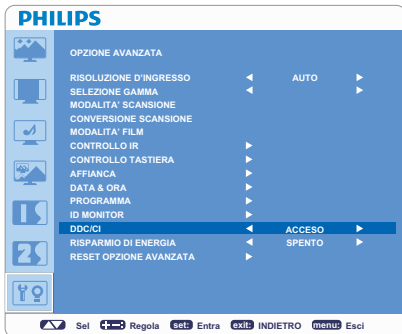 PHILIPS
OPZIONE AVANZATA
RISOLUZIONE D'INGRESSO AUTO
SELEZIONE GAMMA
MODALITA' SCANSIONE
CONVERSIONE SCANSIONE
MODALITA' FILM
CONTROLLO IR
CONTROLLO TASTIERA
AFFIANCA
DATA & ORA
PROGRAMMA
ID MONITOR
DDC/CI ACCESO
RISPARMIO DI ENERGIA SPENTO
RESET OPZIONE AVANZATA
Sel Regola set: Entra exit: INDIETRO menu: Esci